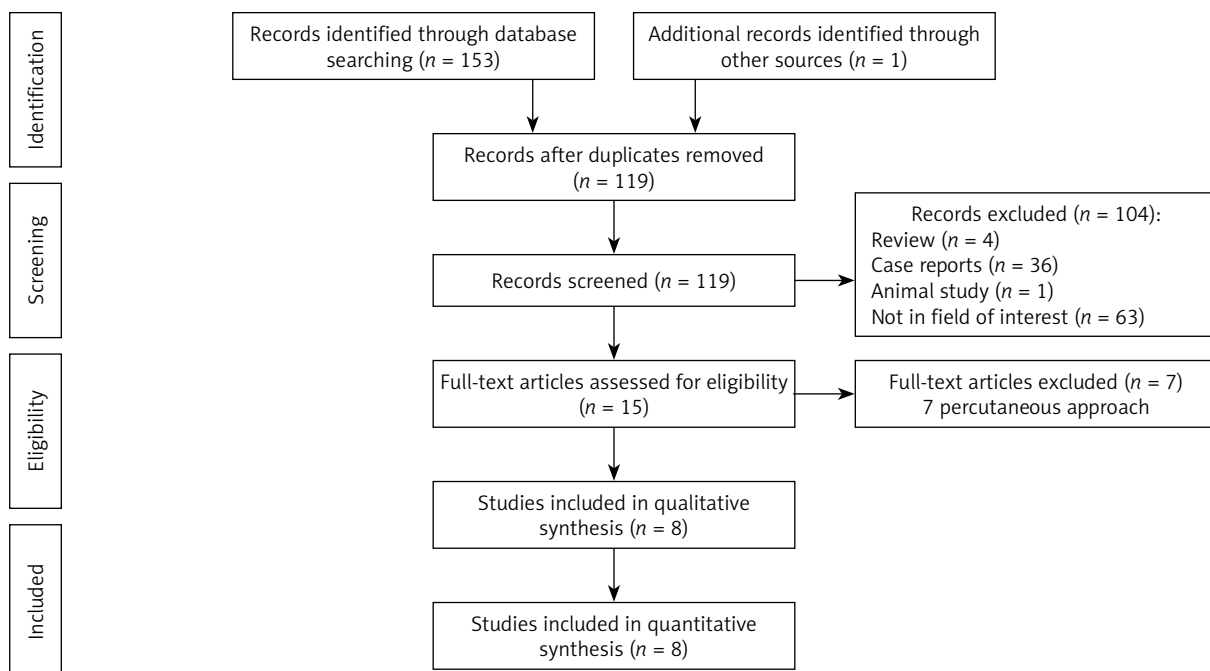 Identification
Records identified through database
searching (n = 153)
Additional records identified through
other sources (n = 1)
Records after duplicates removed
(n = 119)
Screening
Records screened (n = 119)
Records excluded (n = 104):
Review (n = 4)
Case reports (n = 36)
Animal study (n = 1)
Not in field of interest (n = 63)
Eligibility
Full-text articles assessed for eligibility
(n = 15)
Full-text articles excluded (n = 7)
7 percutaneous approach
Studies included in qualitative
synthesis (n = 8)
Included
Studies included in quantitative
synthesis (n = 8)